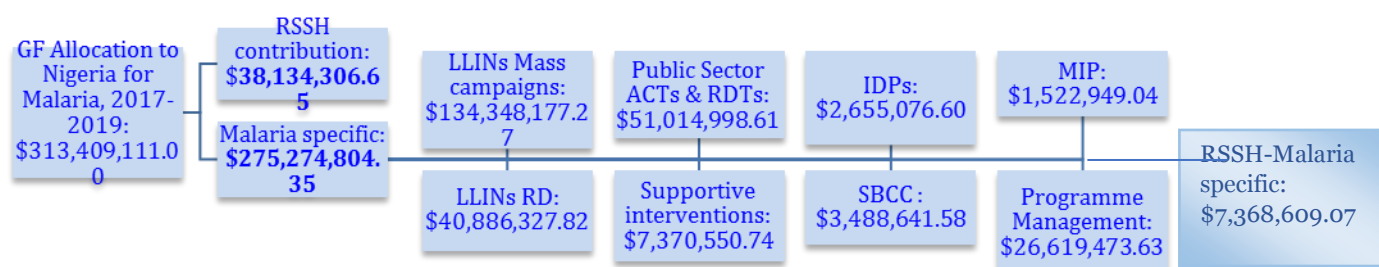 GF Allocation to
Nigeria for
Malaria, 2017-
2019:
$313,409,111.0
0
RSSH
contribution:
$38,134,306.6
5
Malaria specific:
$275,274,804.
35
LLINs Mass
campaigns:
$134,348,177.2
7
LLINs RD:
$40,886,327.82
Public Sector
ACTs & RDTs:
$51,014,998.61
Supportive
interventions:
$7,370,550.74
IDPs:
$2,655,076.60
SBCC :
$3,488,641.58
MIP:
$1,522,949.04
Programme
Management:
$26,619,473.63
RSSH-Malaria
specific:
$7,368,609.07